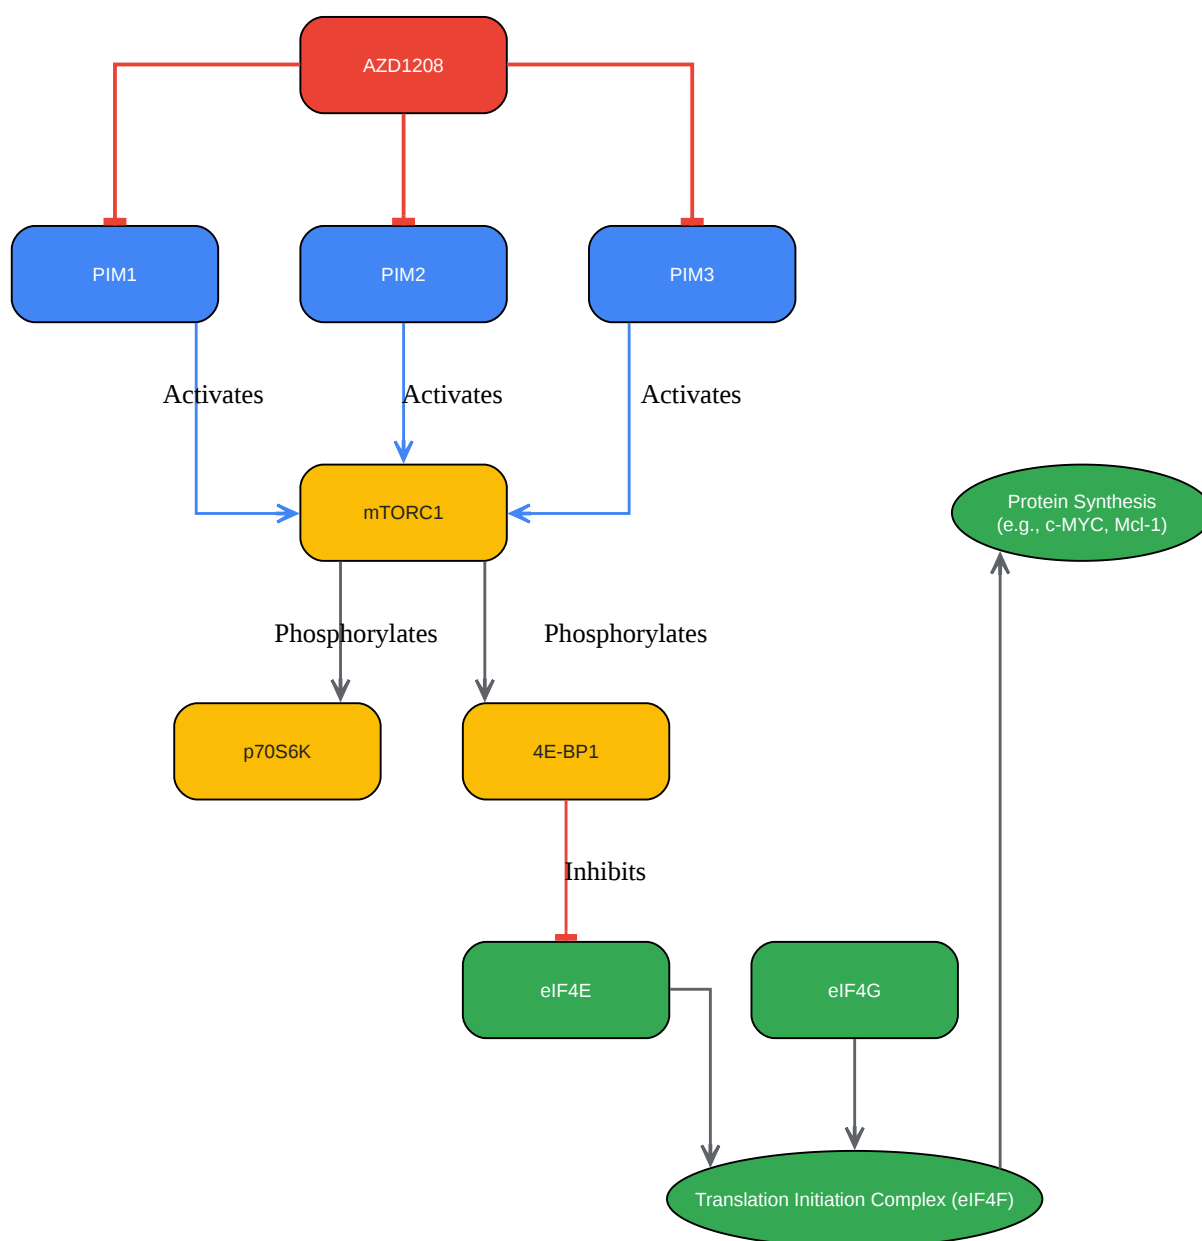 AZD1208
PIM1
PIM2
PIM3
Activates
Activates
Activates
mTORC1
Protein Synthesis
(e.g., c-MYC, Mcl-1)
Phosphorylates
Phosphorylates
p70S6K
4E-BP1
Inhibits
eIF4E
eIF4G
Translation Initiation Complex (eIF4F)